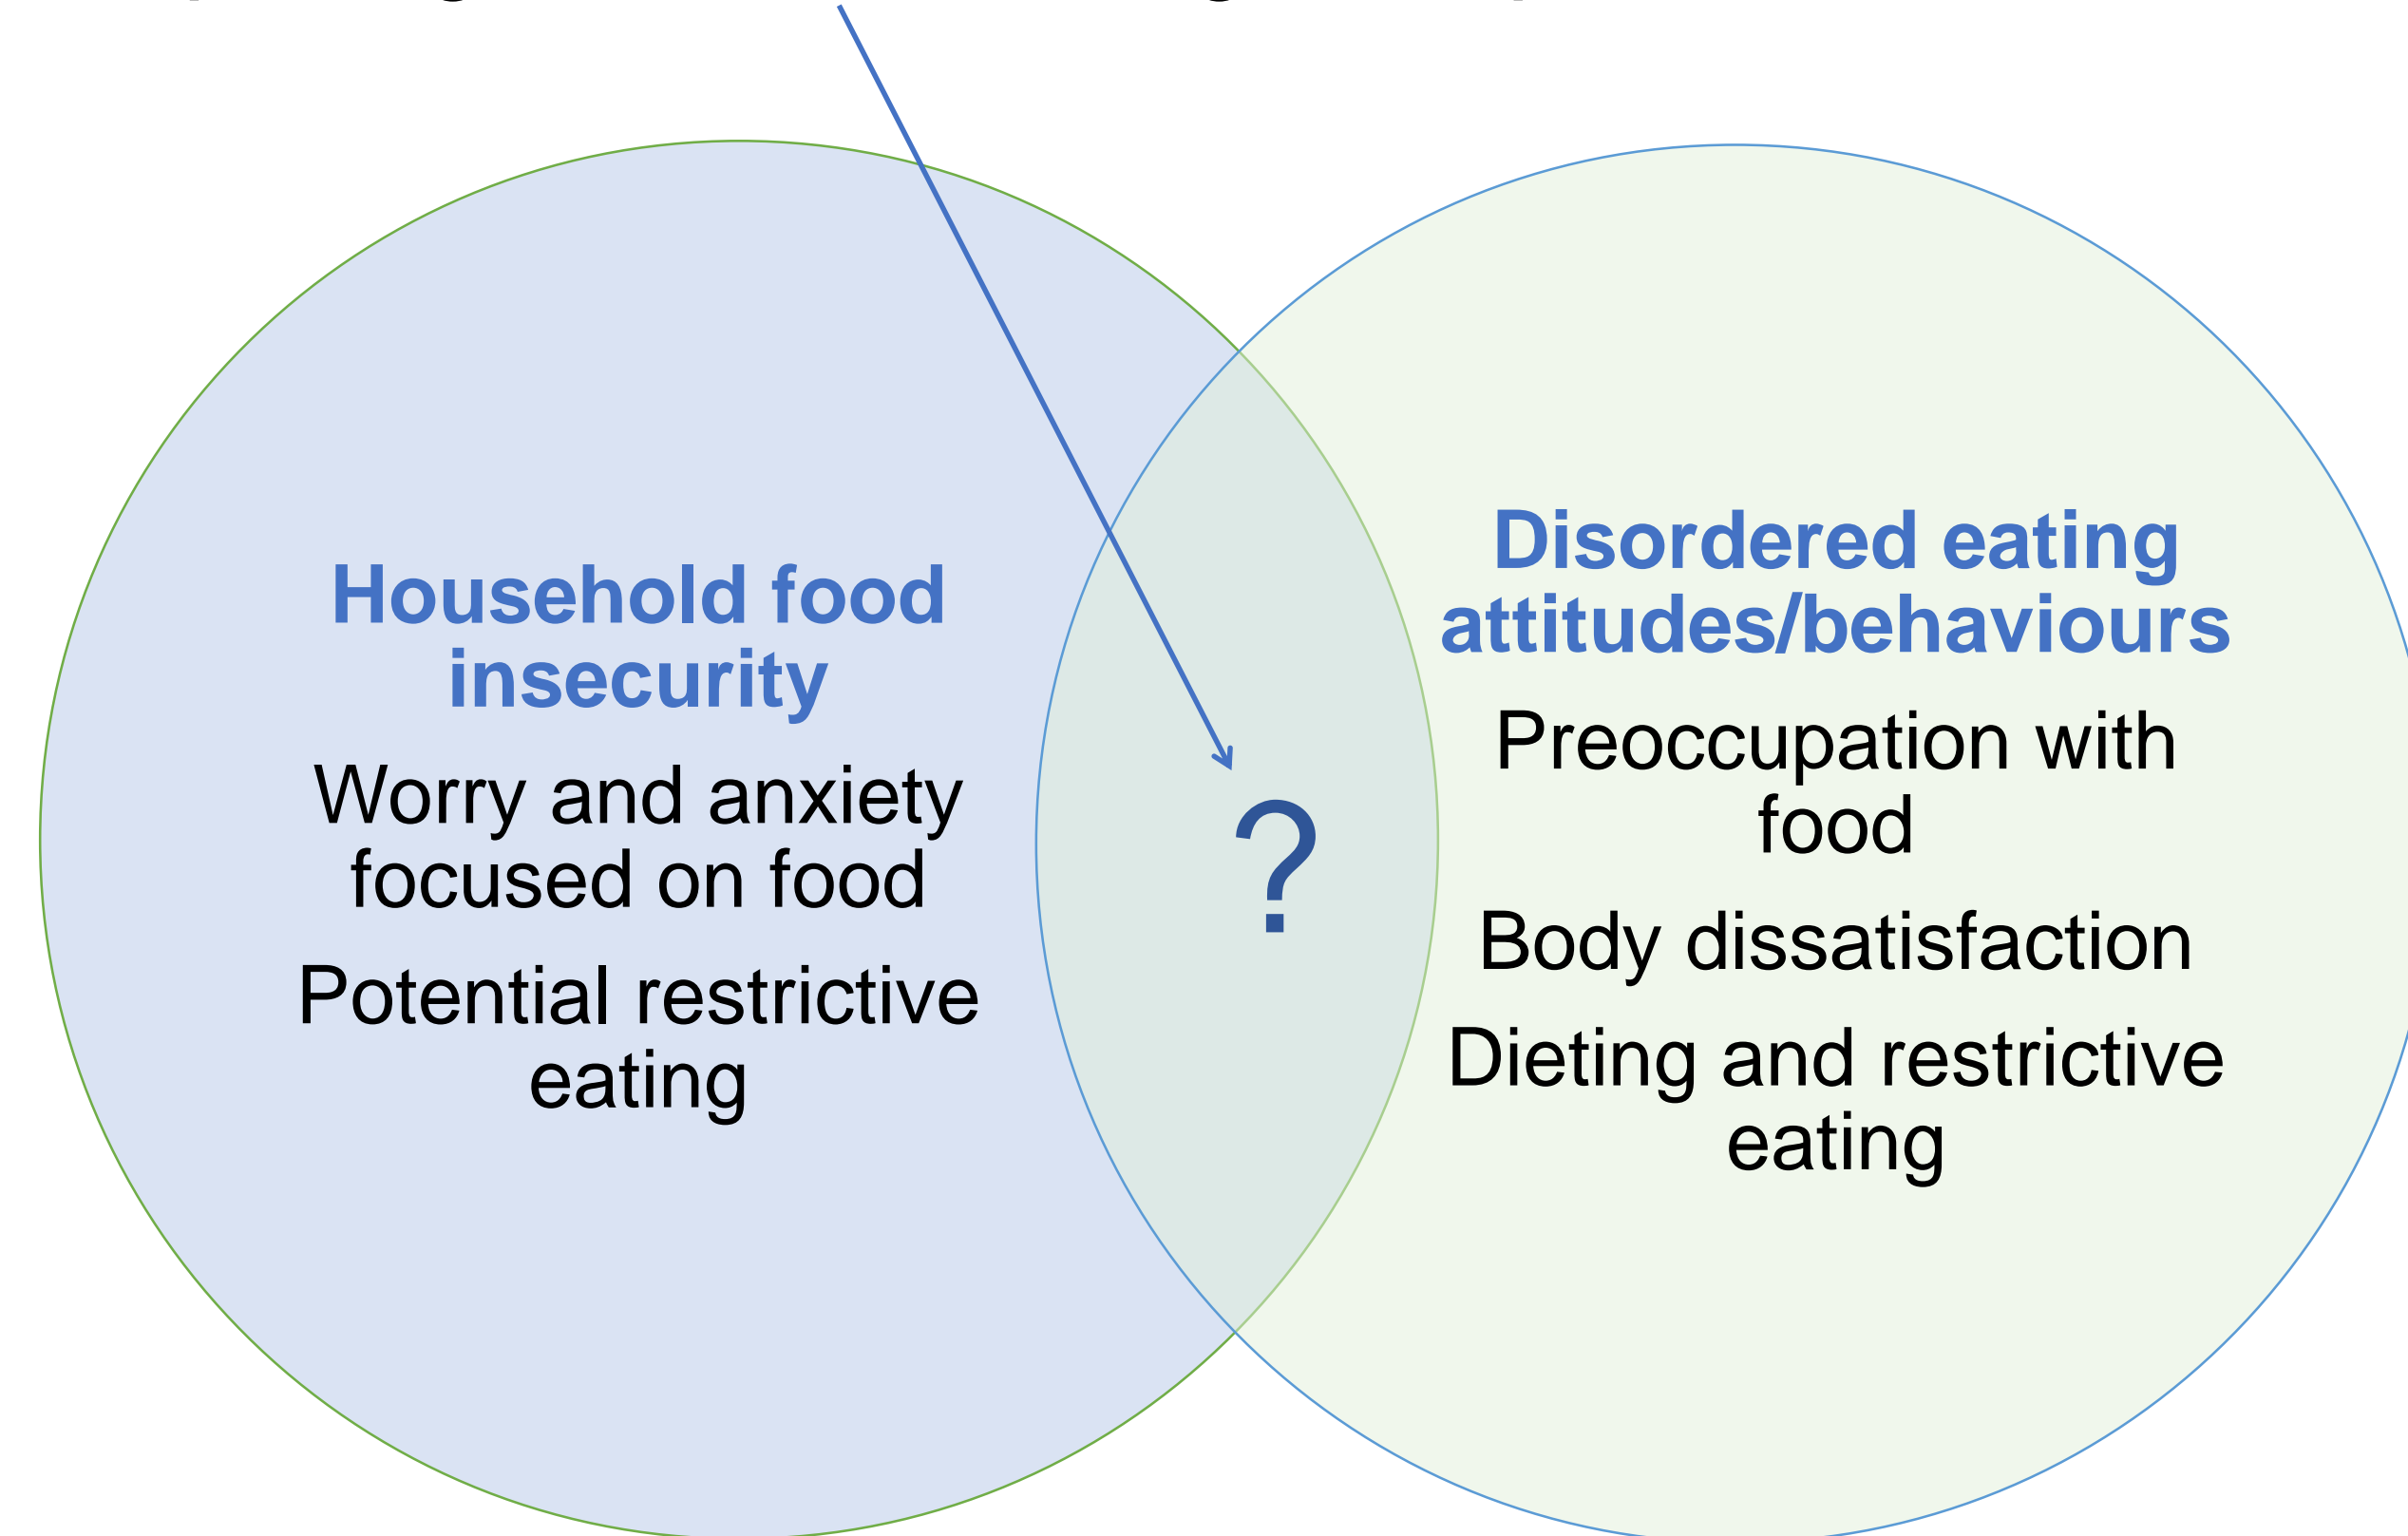 Household food
insecurity
Worry and anxiety
focused on food
Potential restrictive
eating
?
Disordered eating
attitudes/behaviours
Preoccupation with
food
Body dissatisfaction
Dieting and restrictive
eating